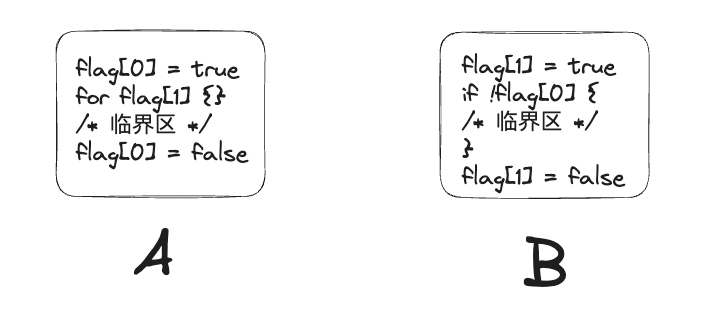 flag[0] = true
for flag[1] {}
/* 临界区 */
flag[0] = false
A
flag[1] = true
if !flag[0] {
/* 临界区 */
}
flag[1] = false
B